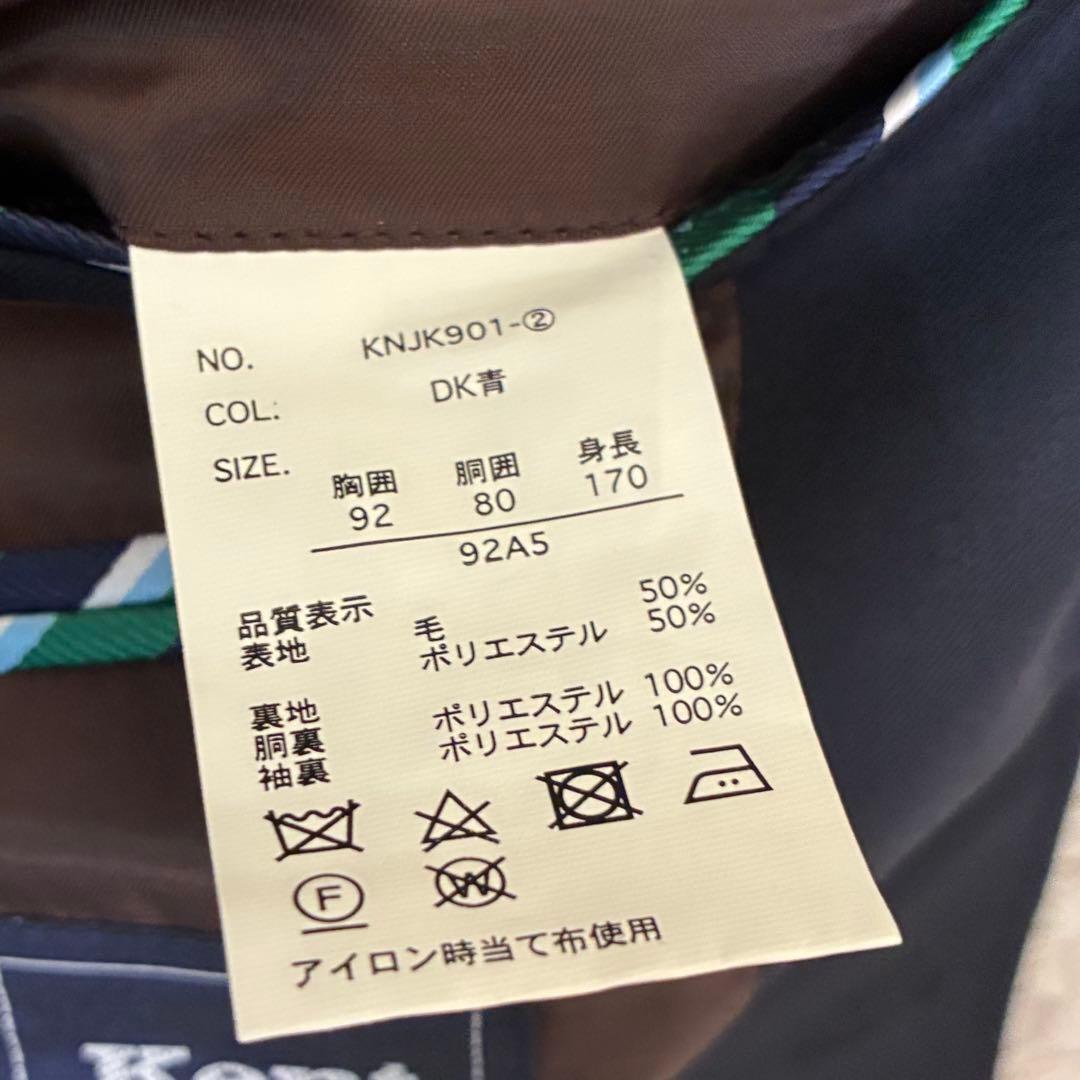 NO. KNJK901-②
COL: DK青
SIZE. 胸囲 胴囲 身長
92 80 170
92A5
品質表示
表地 毛 50%
ポリエステル 50%
裏地
胴裏 ポリエステル 100%
袖裏 ポリエステル 100%
F W
アイロン時当て布使用
Kent